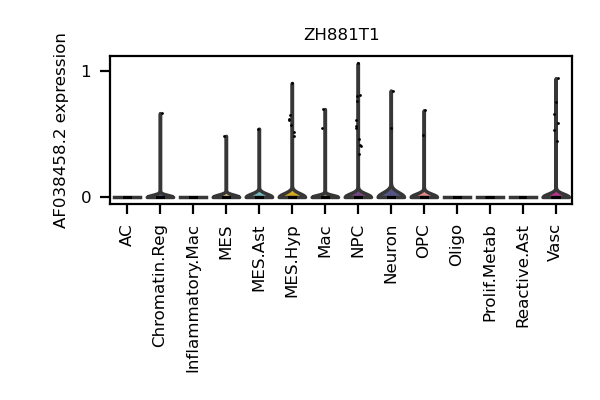 ZH881T1
AF038458.2 expression
1
0
AC
Chromatin.Reg
Inflammatory.Mac
MES
MES.Ast
MES.Hyp
Mac
NPC
Neuron
OPC
Oligo
Prolif.Metab
Reactive.Ast
Vasc